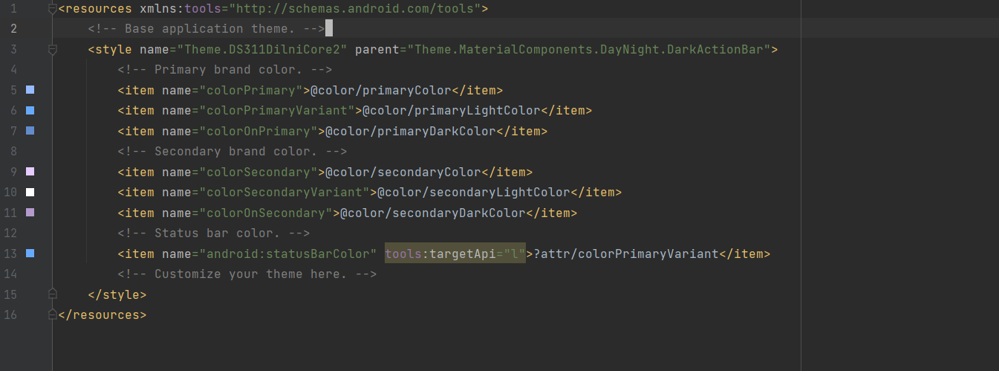 1 <resources xmlns:tools="http://schemas.android.com/tools">
2     <!-- Base application theme. -->
3     <style name="Theme.DS311DilniCore2" parent="Theme.MaterialComponents.DayNight.DarkActionBar">
4         <!-- Primary brand color. -->
5         <item name="colorPrimary">@color/primaryColor</item>
6         <item name="colorPrimaryVariant">@color/primaryLightColor</item>
7         <item name="colorOnPrimary">@color/primaryDarkColor</item>
8         <!-- Secondary brand color. -->
9         <item name="colorSecondary">@color/secondaryColor</item>
10         <item name="colorSecondaryVariant">@color/secondaryLightColor</item>
11         <item name="colorOnSecondary">@color/secondaryDarkColor</item>
12         <!-- Status bar color. -->
13         <item name="android:statusBarColor" tools:targetApi="l">?attr/colorPrimaryVariant</item>
14         <!-- Customize your theme here. -->
15     </style>
16 </resources>